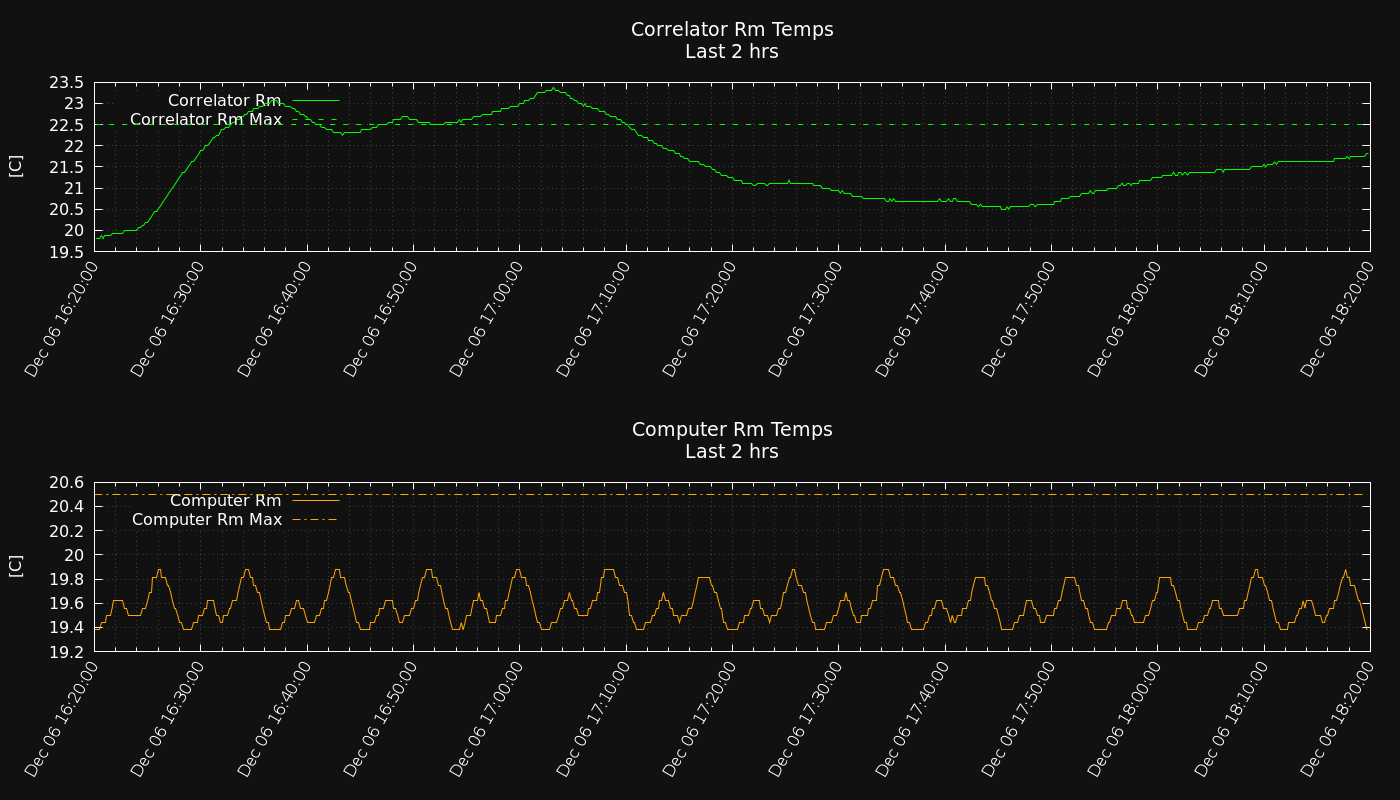 Correlator Rm Temps
Last 2 hrs
[C]
23.5
23
22.5
22
21.5
21
20.5
20
19.5
Correlator Rm
Correlator Rm Max
Dec 06 16:20:00
Dec 06 16:30:00
Dec 06 16:40:00
Dec 06 16:50:00
Dec 06 17:00:00
Dec 06 17:10:00
Dec 06 17:20:00
Dec 06 17:30:00
Dec 06 17:40:00
Dec 06 17:50:00
Dec 06 18:00:00
Dec 06 18:10:00
Dec 06 18:20:00
Computer Rm Temps
Last 2 hrs
[C]
20.6
20.4
20.2
20
19.8
19.6
19.4
19.2
Computer Rm
Computer Rm Max
Dec 06 16:20:00
Dec 06 16:30:00
Dec 06 16:40:00
Dec 06 16:50:00
Dec 06 17:00:00
Dec 06 17:10:00
Dec 06 17:20:00
Dec 06 17:30:00
Dec 06 17:40:00
Dec 06 17:50:00
Dec 06 18:00:00
Dec 06 18:10:00
Dec 06 18:20:00